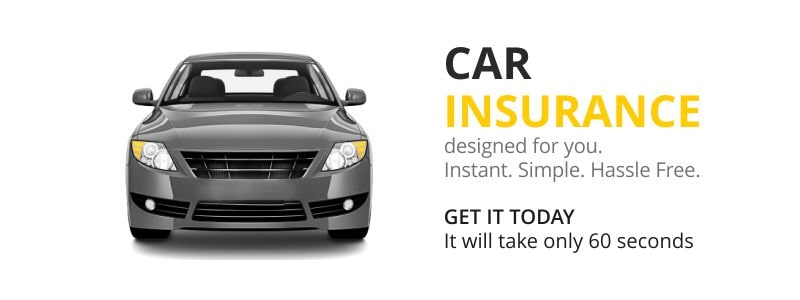 CAR
INSURANCE
designed for you.
Instant. Simple. Hassle Free.
GET IT TODAY
It will take only 60 seconds